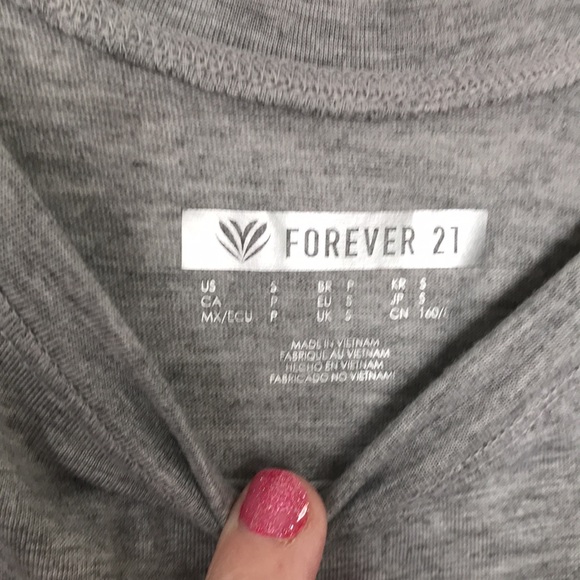 FOREVER 21
US S BR P KR S
CA P EU S JP S
MX/ECU P UK S CN 160/
MADE IN VIETNAM
FABRIQUÉ AU VIETNAM
HECHO EN VIETNAM
FABRICADO NO VIETNAM